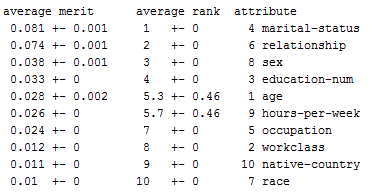 average merit      average rank  attribute
0.081 +- 0.001     1   +- 0       4 marital-status
0.074 +- 0.001     2   +- 0       6 relationship
0.038 +- 0.001     3   +- 0       8 sex
0.033 +- 0         4   +- 0       3 education-num
0.028 +- 0.002     5.3 +- 0.46    1 age
0.026 +- 0         5.7 +- 0.46    9 hours-per-week
0.024 +- 0         7   +- 0       5 occupation
0.012 +- 0         8   +- 0       2 workclass
0.011 +- 0         9   +- 0      10 native-country
0.01  +- 0        10   +- 0       7 race